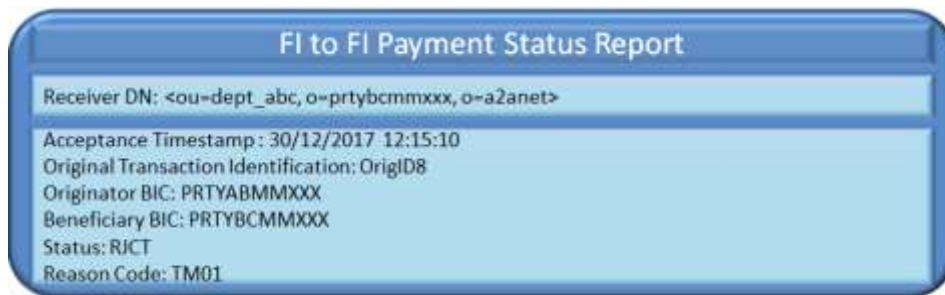 FI to FI Payment Status Report
Receiver DN: <ou=dept_abc, o=prtybcmmxxx, o=a2anet>
Acceptance Timestamp : 30/12/2017 12:15:10
Original Transaction Identification: OrigID8
Originator BIC: PRTYABMMXXX
Beneficiary BIC: PRTYBCMMXXX
Status: RJCT
Reason Code: TM01